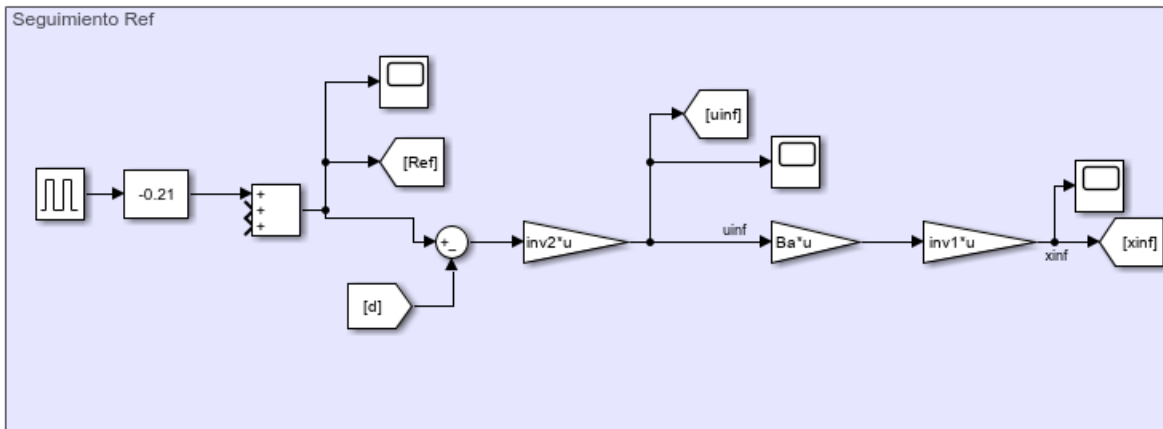 Seguimiento Ref
[uinf]
[Ref]
-0.21
+
+
+
+
-
inv2*u
uinf
Ba*u
inv1*u
xinf
[xinf]
[d]